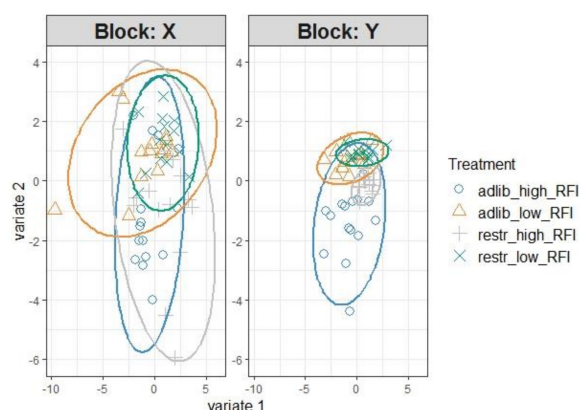 Block: X Block: Y
4 4
2 2
0 0
-2 -2
-4 -4
-6 -6
-10 -5 0 5 -10 -5 0 5
variate 2
variate 1
Treatment
adlib_high_RFI
adlib_low_RFI
restr_high_RFI
restr_low_RFI